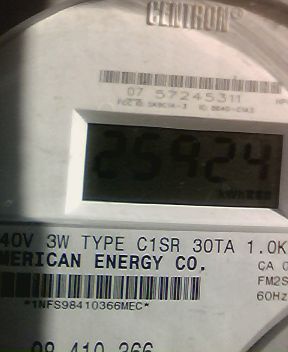 CENTRON®
07 57245311
25924
40V 3W TYPE C1SR 30TA 1.0K
MERICAN ENERGY CO.
CA 0
FM2S
*1NFS98410366MEC*
60Hz
98 410 366